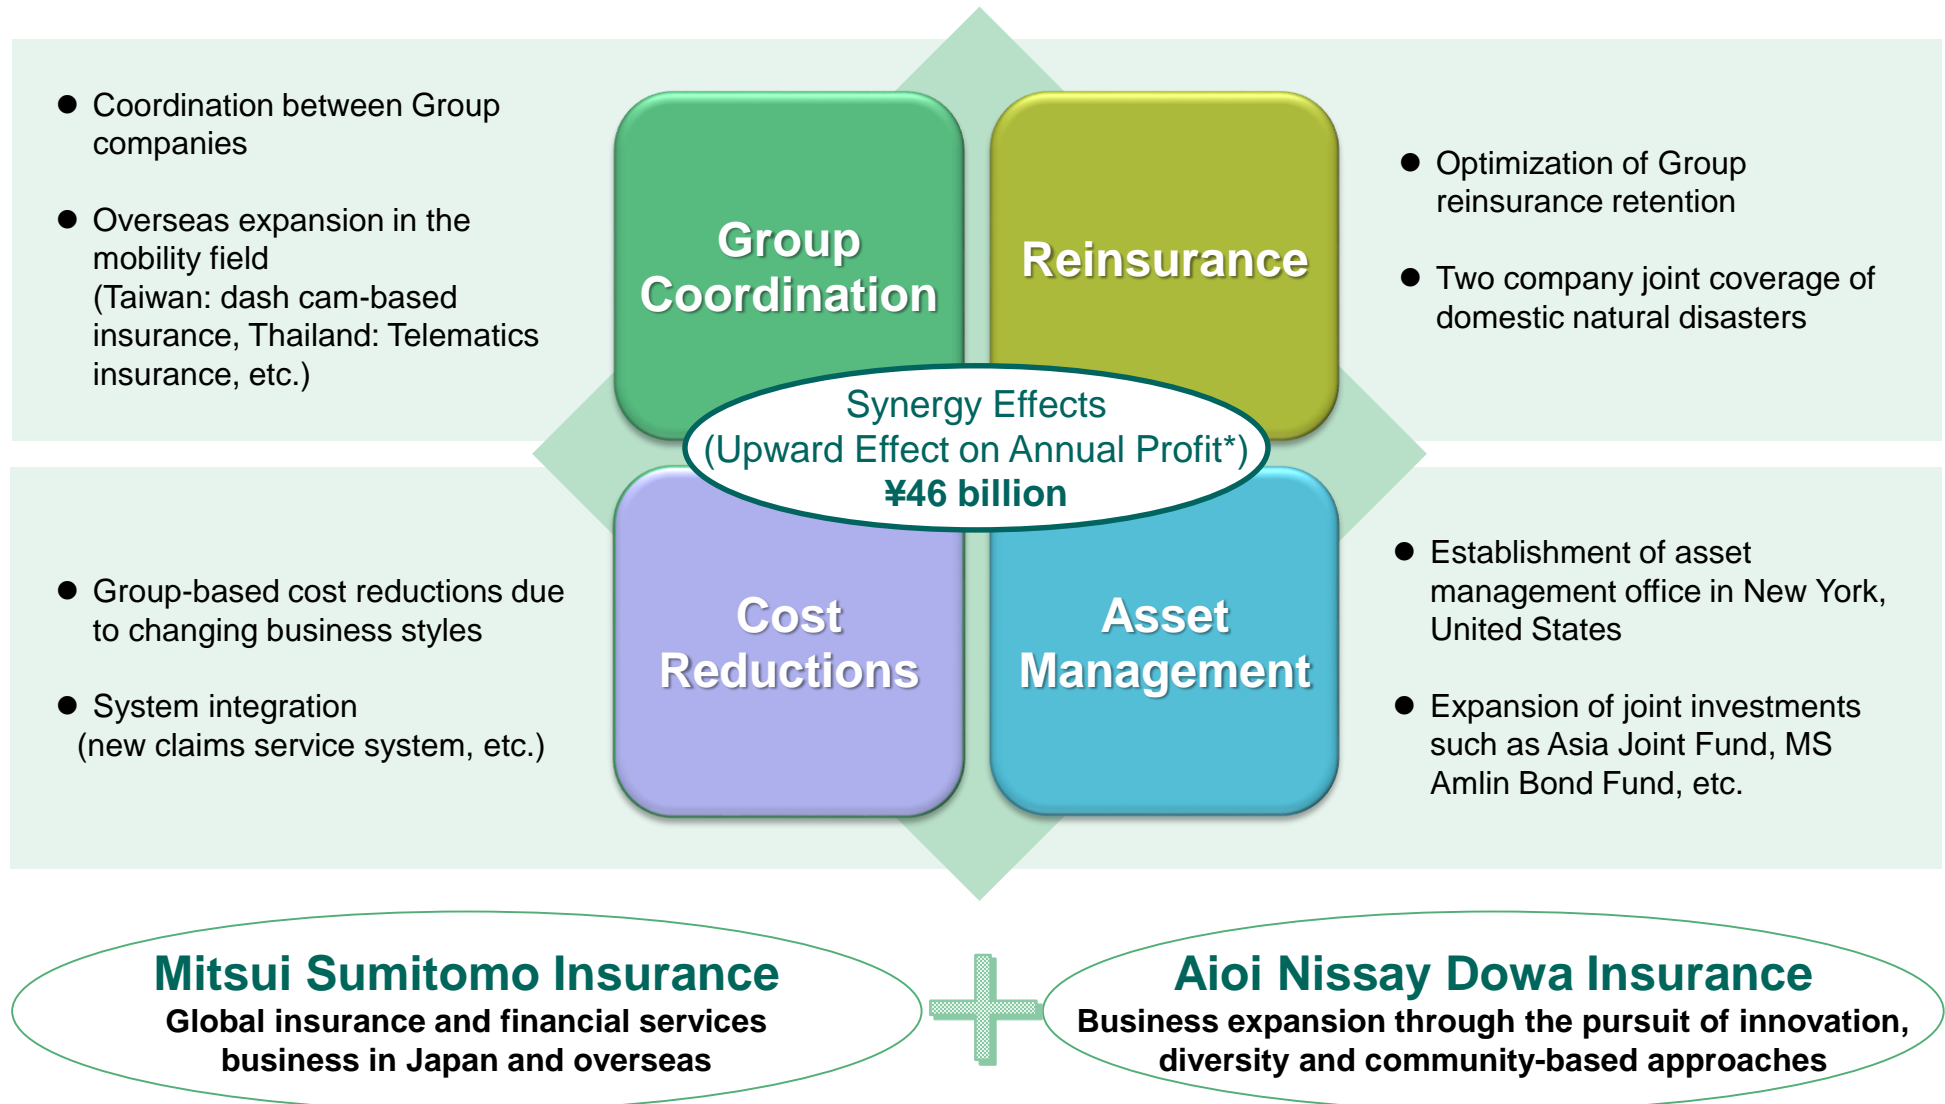 ● Coordination between Group
companies
● Overseas expansion in the
mobility field
(Taiwan: dash cam-based
insurance, Thailand: Telematics
insurance, etc.)
Group
Coordination
Reinsurance
● Optimization of Group
reinsurance retention
● Two company joint coverage of
domestic natural disasters
Synergy Effects
(Upward Effect on Annual Profit*)
¥46 billion
● Group-based cost reductions due
to changing business styles
● System integration
(new claims service system, etc.)
Cost
Reductions
Asset
Management
● Establishment of asset
management office in New York,
United States
● Expansion of joint investments
such as Asia Joint Fund, MS
Amlin Bond Fund, etc.
Mitsui Sumitomo Insurance
Global insurance and financial services
business in Japan and overseas
Aioi Nissay Dowa Insurance
Business expansion through the pursuit of innovation,
diversity and community-based approaches